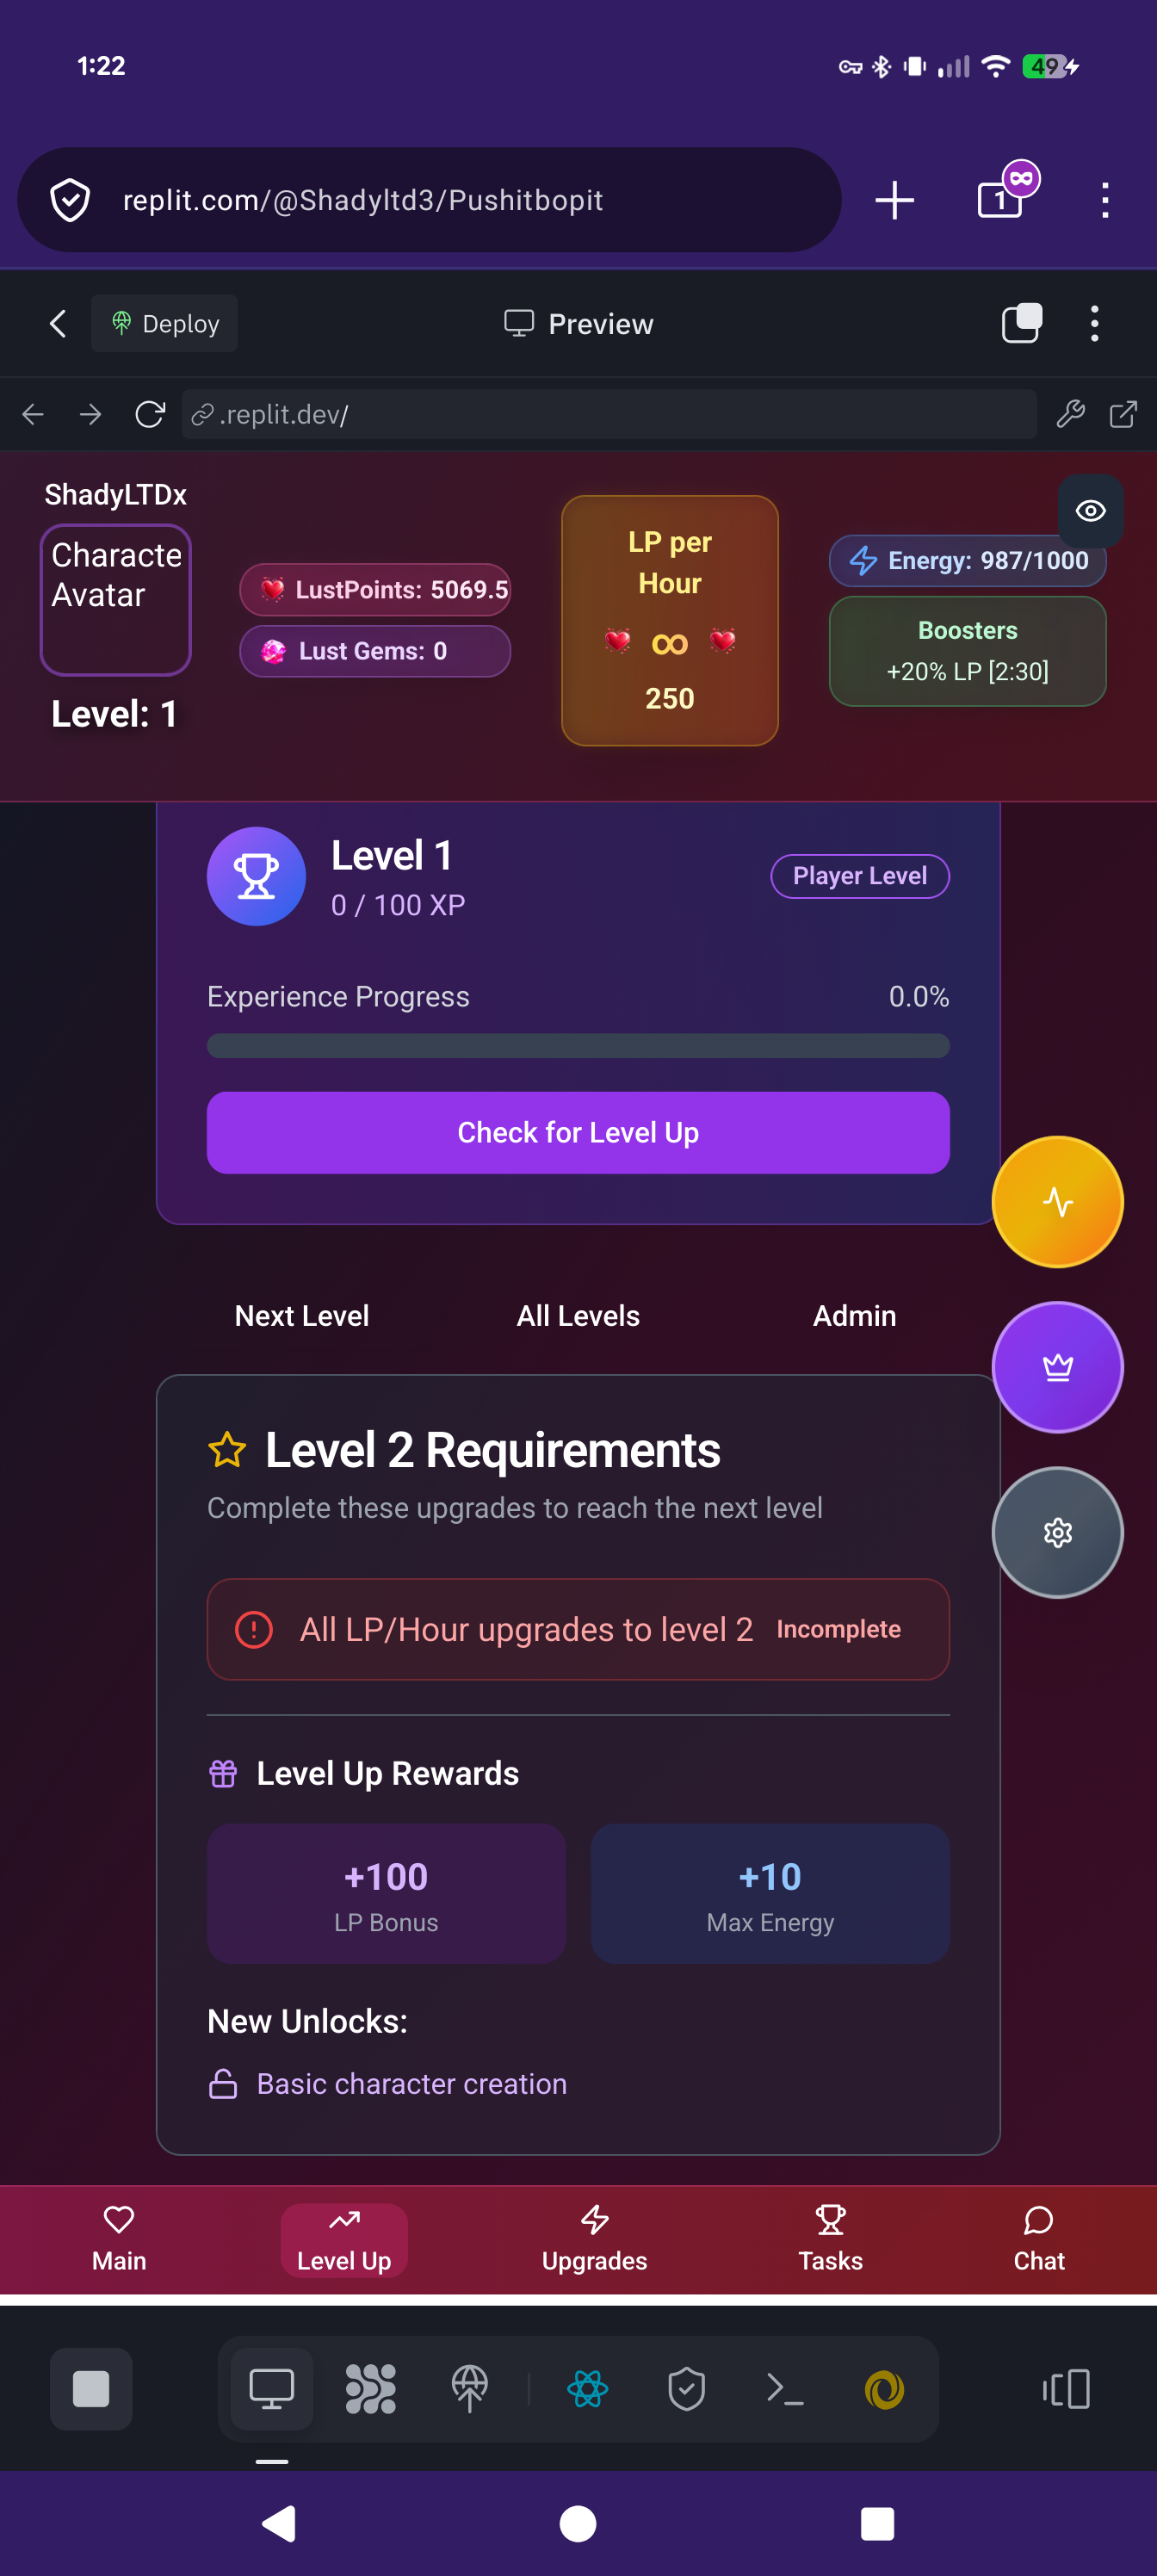 1:22
49
replit.com/@Shadyltd3/Pushitbopit
1
Deploy
Preview
.replit.dev/
ShadyLTDx
Characte
Avatar
Level: 1
LustPoints: 5069.5
Lust Gems: 0
LP per
Hour
∞
250
Energy: 987/1000
Boosters
+20% LP [2:30]
Level 1
0 / 100 XP
Player Level
Experience Progress
0.0%
Check for Level Up
Next Level
All Levels
Admin
Level 2 Requirements
Complete these upgrades to reach the next level
All LP/Hour upgrades to level 2
Incomplete
Level Up Rewards
+100
LP Bonus
+10
Max Energy
New Unlocks:
Basic character creation
Main
Level Up
Upgrades
Tasks
Chat